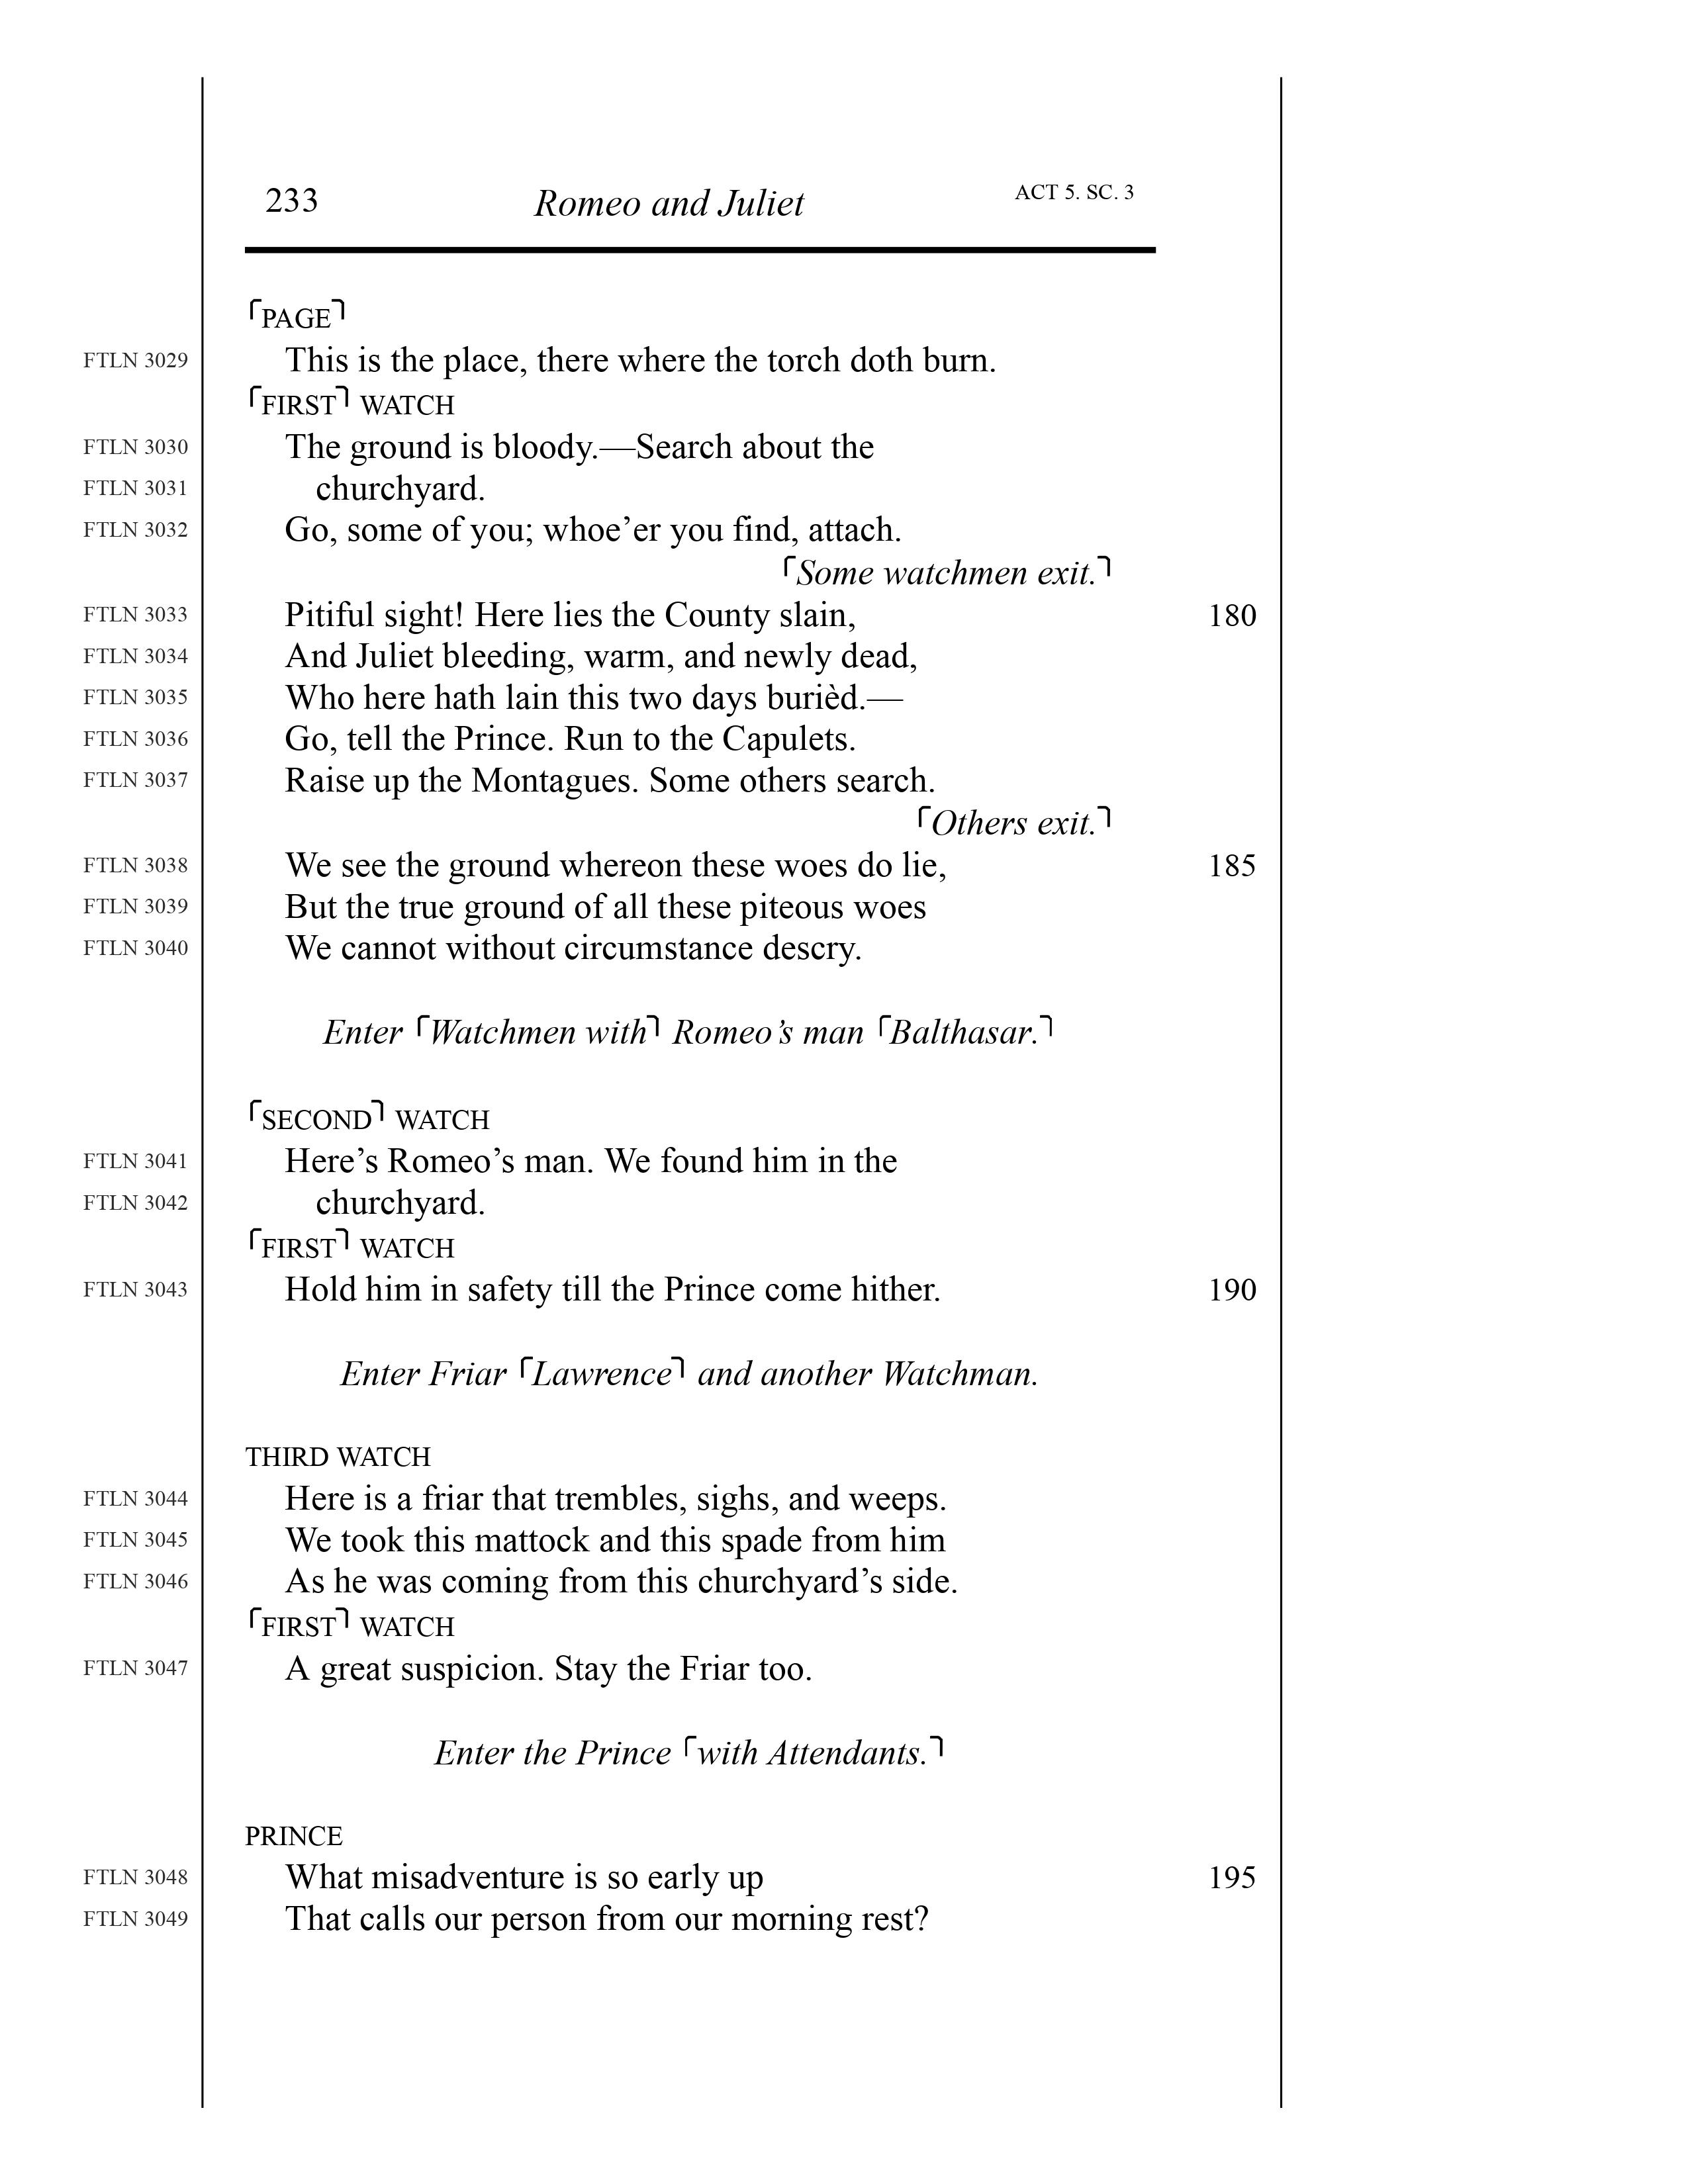 233 Romeo and Juliet ACT 5. SC. 3
⌜PAGE⌝
FTLN 3029 This is the place, there where the torch doth burn.
⌜FIRST⌝ WATCH
FTLN 3030 The ground is bloody.—Search about the
FTLN 3031 churchyard.
FTLN 3032 Go, some of you; whoe’er you find, attach.
⌜Some watchmen exit.⌝
FTLN 3033 Pitiful sight! Here lies the County slain, 180
FTLN 3034 And Juliet bleeding, warm, and newly dead,
FTLN 3035 Who here hath lain this two days burièd.—
FTLN 3036 Go, tell the Prince. Run to the Capulets.
FTLN 3037 Raise up the Montagues. Some others search.
⌜Others exit.⌝
FTLN 3038 We see the ground whereon these woes do lie, 185
FTLN 3039 But the true ground of all these piteous woes
FTLN 3040 We cannot without circumstance descry.
Enter ⌜Watchmen with⌝ Romeo’s man ⌜Balthasar.⌝
⌜SECOND⌝ WATCH
FTLN 3041 Here’s Romeo’s man. We found him in the
FTLN 3042 churchyard.
⌜FIRST⌝ WATCH
FTLN 3043 Hold him in safety till the Prince come hither. 190
Enter Friar ⌜Lawrence⌝ and another Watchman.
THIRD WATCH
FTLN 3044 Here is a friar that trembles, sighs, and weeps.
FTLN 3045 We took this mattock and this spade from him
FTLN 3046 As he was coming from this churchyard’s side.
⌜FIRST⌝ WATCH
FTLN 3047 A great suspicion. Stay the Friar too.
Enter the Prince ⌜with Attendants.⌝
PRINCE
FTLN 3048 What misadventure is so early up 195
FTLN 3049 That calls our person from our morning rest?